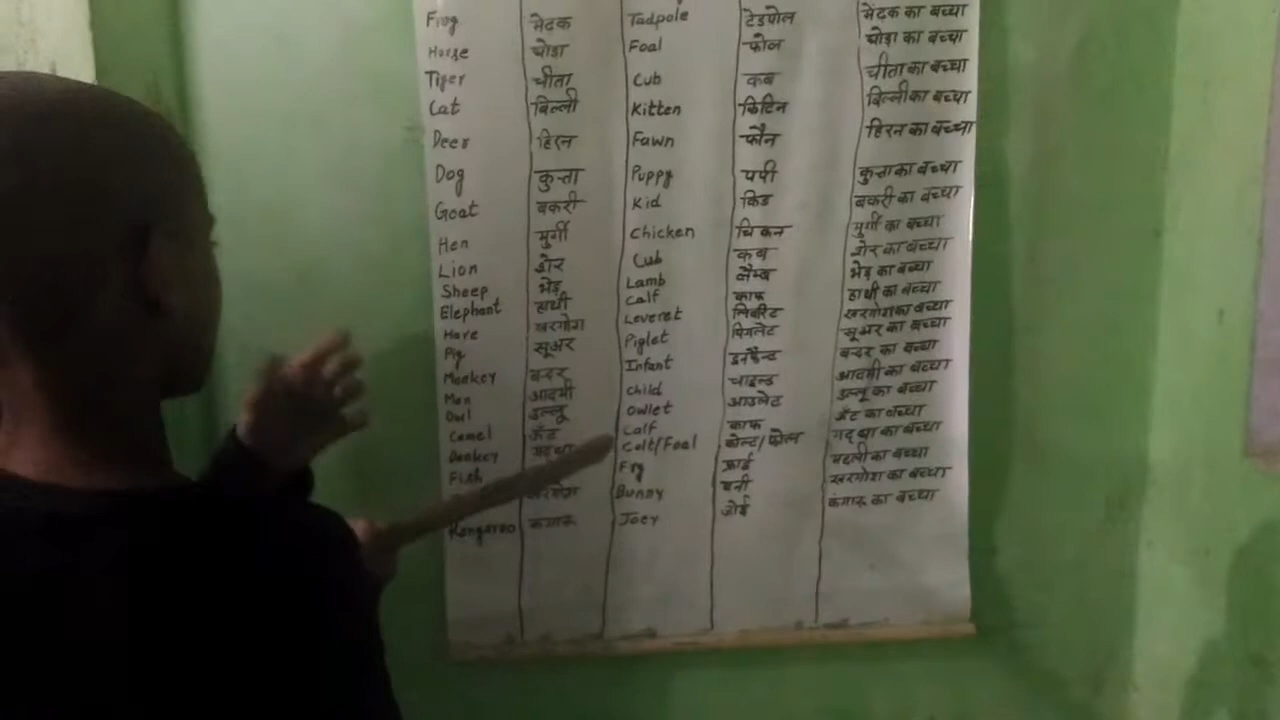 Frog मेंढक Tadpole टेडपोल मेंढक का बच्चा
Horse घोडा Foal फोल घोड़ा का बच्चा
Tiger चीता Cub कब चीता का बच्चा
Cat बिल्ली Kitten किटिन बिल्ली का बच्चा
Deer हिरन Fawn फौन हिरन का बच्चा
Dog कुत्ता Puppy पपी कुत्ता का बच्चा
Goat बकरी Kid किड बकरी का बच्चा
Hen मुर्गी Chicken चिकन मुर्गी का बच्चा
Lion शेर Cub कब शेर का बच्चा
Sheep भेड़ Lamb लैम्ब भेड़ का बच्चा
Elephant हाथी Calf काफ हाथी का बच्चा
Hare खरगोश Leveret लिवरेट खरगोश का बच्चा
Pig सूअर Piglet पिगलेट सूअर का बच्चा
Monkey बन्दर Infant इनफैन्ट बन्दर का बच्चा
Man आदमी Child चाइल्ड आदमी का बच्चा
Owl उल्लू Owlet आउलेट उल्लू का बच्चा
Camel ऊँट Calf काफ ऊँट का बच्चा
Donkey गदधा Colt/Foal कोल्ट/फोल गदधा का बच्चा
Fish Fry फ्राई मछली का बच्चा
खरगोश Bunny बनी खरगोश का बच्चा
Kangaroo कंगारू Joey जोई कंगारू का बच्चा